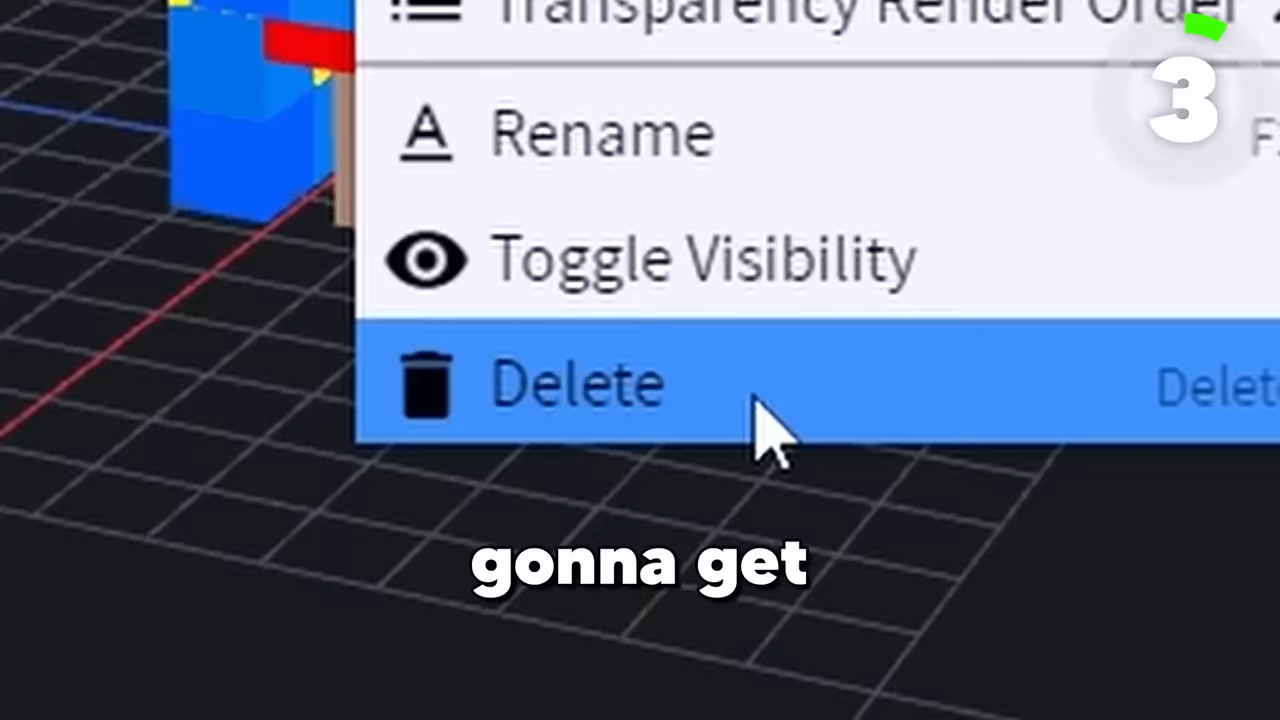 Transparency Render Order
3
Rename
Toggle Visibility
Delete
gonna get